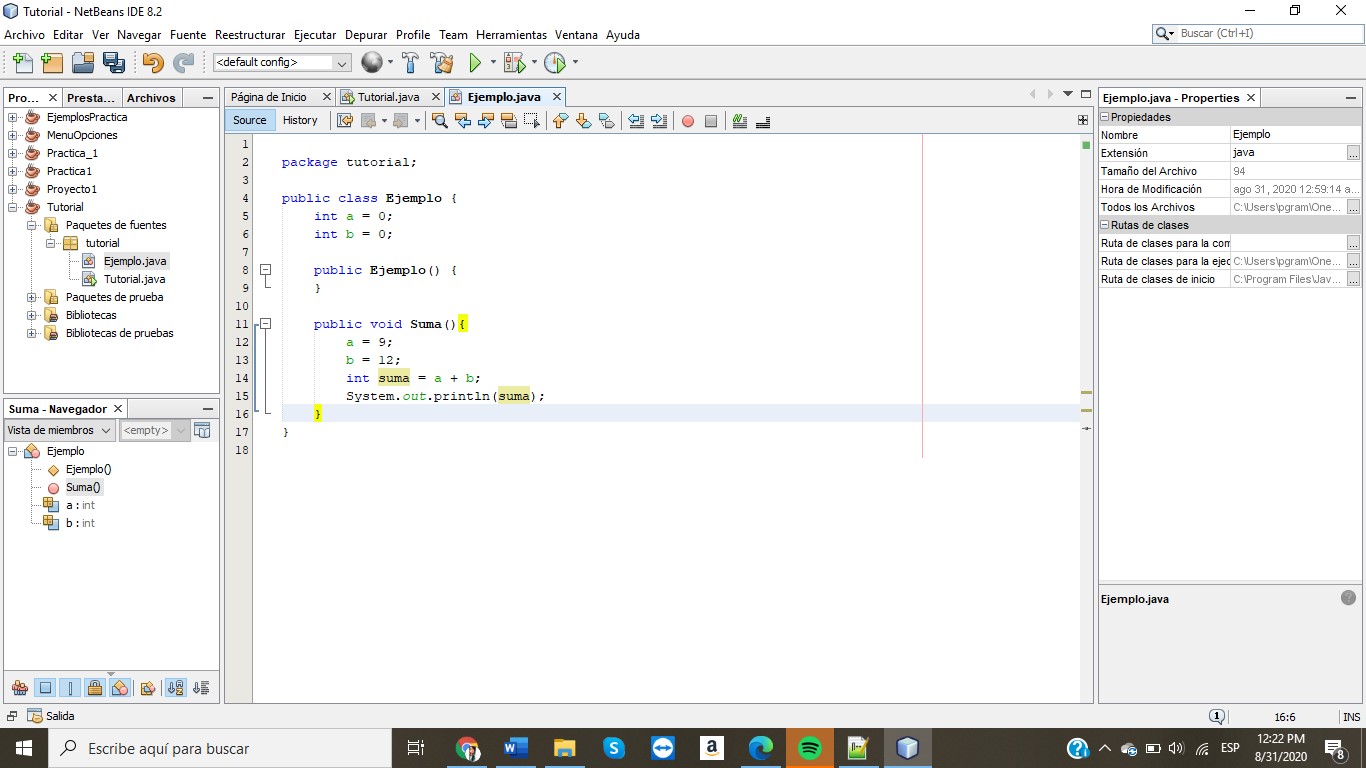 Tutorial - NetBeans IDE 8.2
Archivo Editar Ver Navegar Fuente Reestructurar Ejecutar Depurar Profile Team Herramientas Ventana Ayuda
Buscar (Ctrl+I)
<default config>
Pro... Presta... Archivos
EjemplosPractica
MenuOpciones
Practica_1
Practica1
Proyecto1
Tutorial
Paquetes de fuentes
tutorial
Ejemplo.java
Tutorial.java
Paquetes de prueba
Bibliotecas
Bibliotecas de pruebas
Suma - Navegador
Vista de miembros <empty>
Ejemplo
Ejemplo()
Suma()
a : int
b : int
Página de Inicio Tutorial.java Ejemplo.java
Source History
1
2 package tutorial;
3
4 public class Ejemplo {
5 int a = 0;
6 int b = 0;
7
8 public Ejemplo() {
9 }
10
11 public void Suma(){
12 a = 9;
13 b = 12;
14 int suma = a + b;
15 System.out.println(suma);
16 }
17 }
18
Ejemplo.java - Properties
Propiedades
Nombre Ejemplo
Extensión java ...
Tamaño del Archivo 94
Hora de Modificación ago 31, 2020 12:59:14 a...
Todos los Archivos C:\Users\pgram\One... ...
Rutas de clases
Ruta de clases para la com ...
Ruta de clases para la ejec C:\Users\pgram\One... ...
Ruta de clases de inicio C:\Program Files\Jav... ...
Ejemplo.java
?
Salida
1 16:6 INS
Escribe aquí para buscar
ESP
12:22 PM
8/31/2020
8